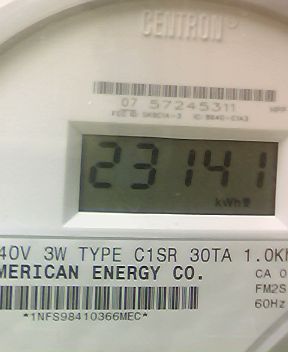 CENTRON®
07 57245311
23141
kWh
40V 3W TYPE C1SR 30TA 1.0K
MERICAN ENERGY CO.
CA 0
FM2S
60Hz
*1NFS98410366MEC*